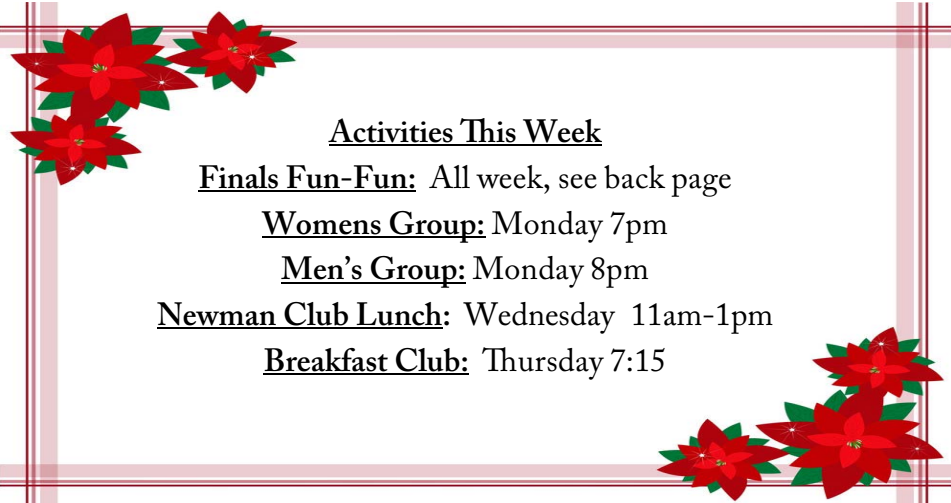 Activities This Week
Finals Fun-Fun: All week, see back page
Womens Group: Monday 7pm
Men’s Group: Monday 8pm
Newman Club Lunch: Wednesday 11am-1pm
Breakfast Club: Thursday 7:15